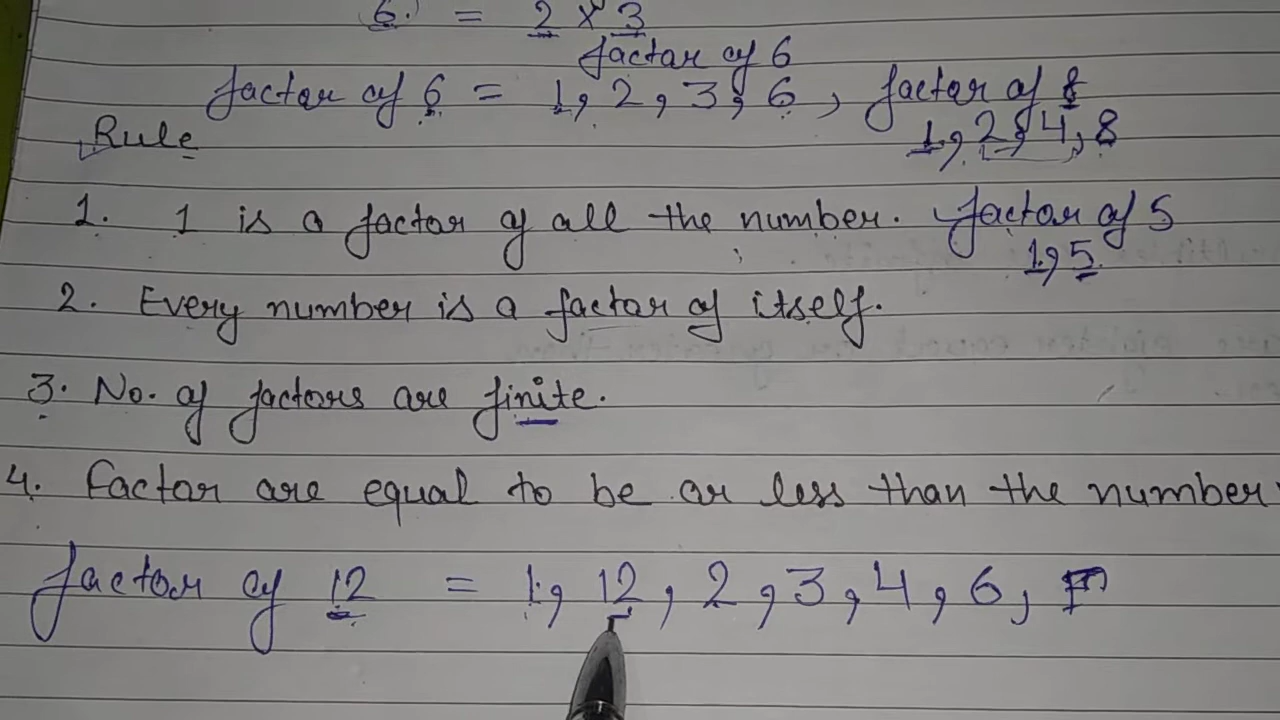 6. = 2 × 3
factor of 6
factor of 6 = 1, 2, 3, 6, factor of 8
1, 2, 4, 8
Rule
1. 1 is a factor of all the number. factor of 5
1, 5
2. Every number is a factor of itself.
3. No. of factors are finite.
4. Factor are equal to be or less than the number.
factor of 12 = 1, 12, 2, 3, 4, 6,